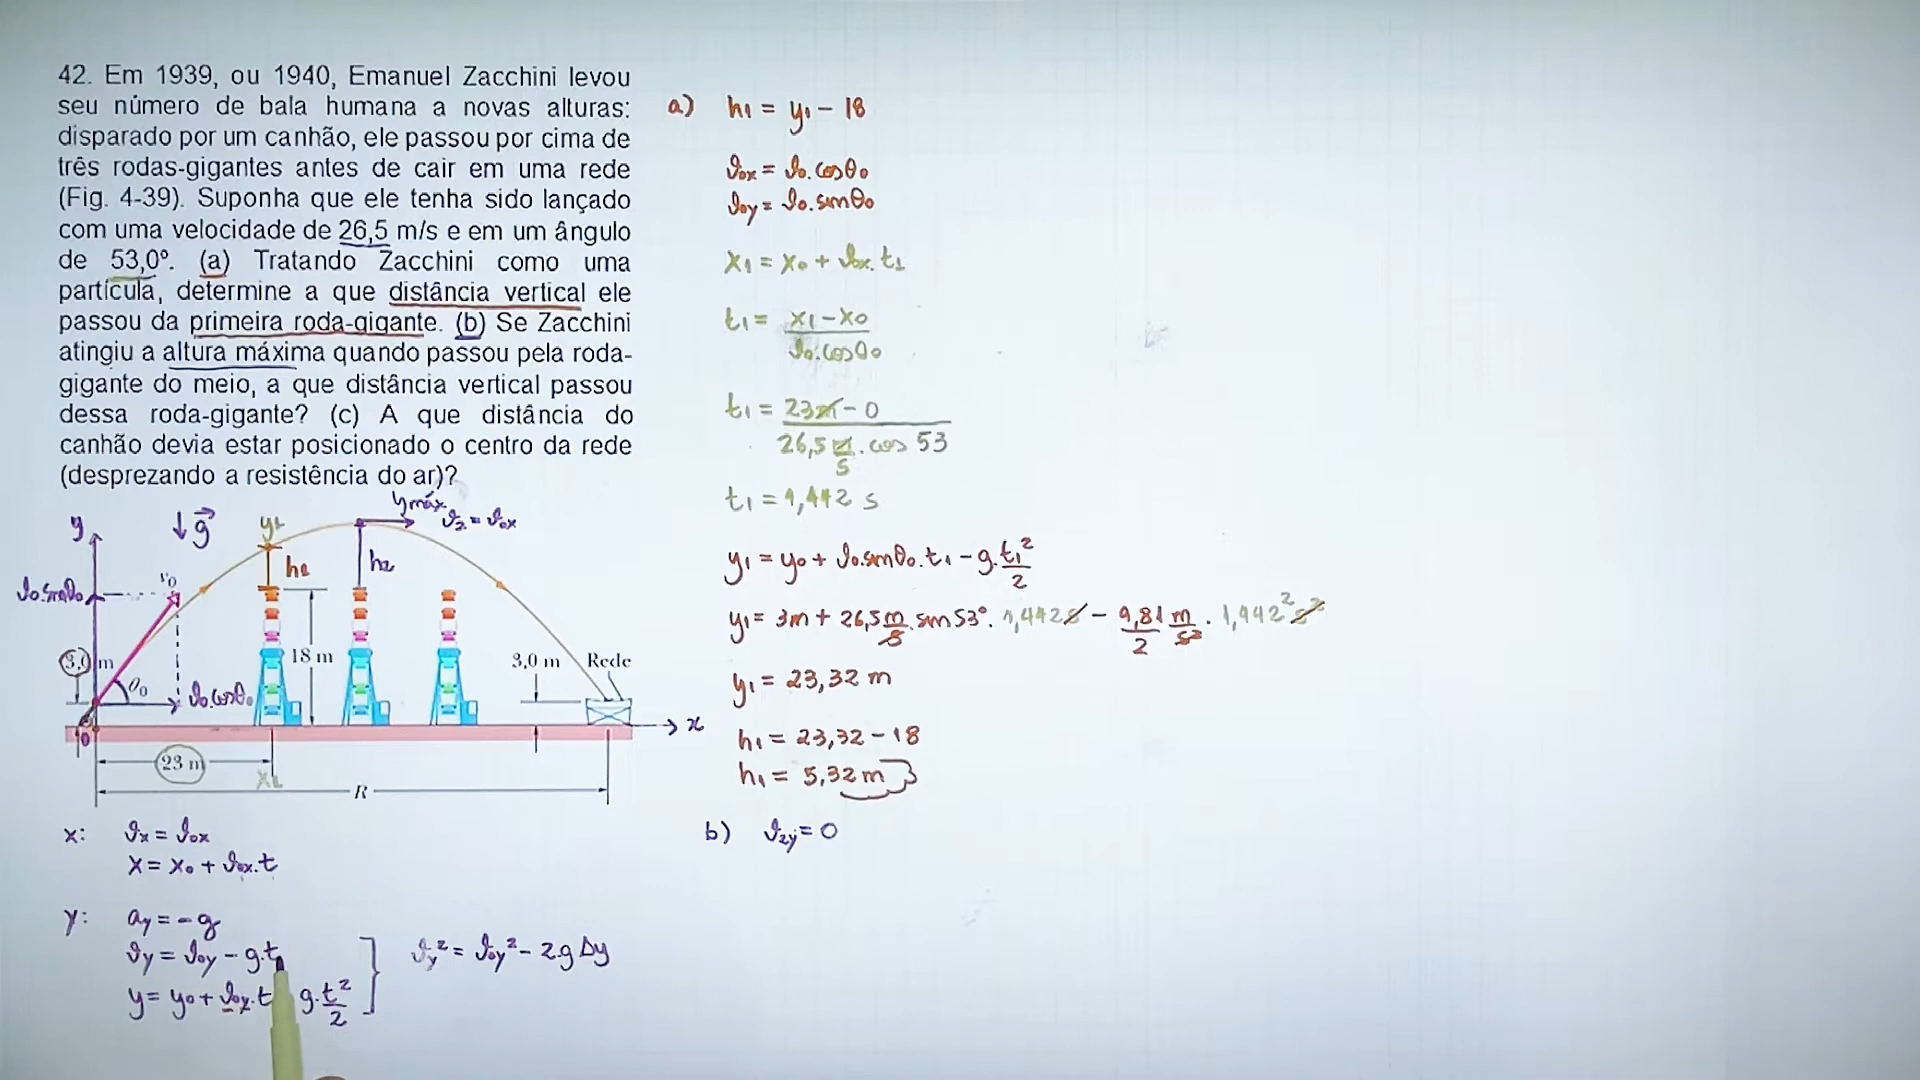 42. Em 1939, ou 1940, Emanuel Zacchini levou
seu número de bala humana a novas alturas:
disparado por um canhão, ele passou por cima de
três rodas-gigantes antes de cair em uma rede
(Fig. 4-39). Suponha que ele tenha sido lançado
com uma velocidade de 26,5 m/s e em um ângulo
de 53,0º. (a) Tratando Zacchini como uma
partícula, determine a que distância vertical ele
passou da primeira roda-gigante. (b) Se Zacchini
atingiu a altura máxima quando passou pela roda-
gigante do meio, a que distância vertical passou
dessa roda-gigante? (c) A que distância do
canhão devia estar posicionado o centro da rede
(desprezando a resistência do ar)?
y
↓g⃗
y₁
ymáx
v₂ = v₀x
h₁
h₂
v₀.senθ₀
v₀
3,0 m
θ₀
v₀.cosθ₀
18 m
3,0 m
Rede
0
x
23 m
x₁
R
x: vx = v₀x
x = x₀ + v₀x.t
y: ay = -g
vy = v₀y - g.t
y = y₀ + v₀y.t g.t²/2
vy² = v₀y² - 2.g Δy
a) h₁ = y₁ - 18
v₀x = v₀.cosθ₀
v₀y = v₀.senθ₀
x₁ = x₀ + v₀x.t₁
t₁ = x₁-x₀/v₀.cosθ₀
t₁ = 23m - 0/26,5 m/s . cos 53
t₁ = 1,442 s
y₁ = y₀ + v₀.senθ₀.t₁ - g.t₁²/2
y₁ = 3m + 26,5 m/s . sen 53°. 1,442s - 9,81/2 m/s² . 1,442² s²
y₁ = 23,32 m
h₁ = 23,32 - 18
h₁ = 5,32 m
b) v₂y = 0